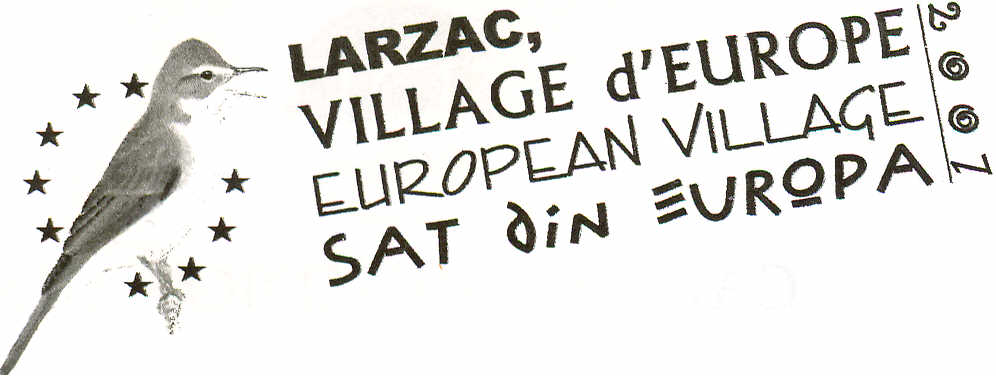 LARZAC,
VILLAGE d'EUROPE
EUROPEAN VILLAGE
SAT din EUROPA
2007